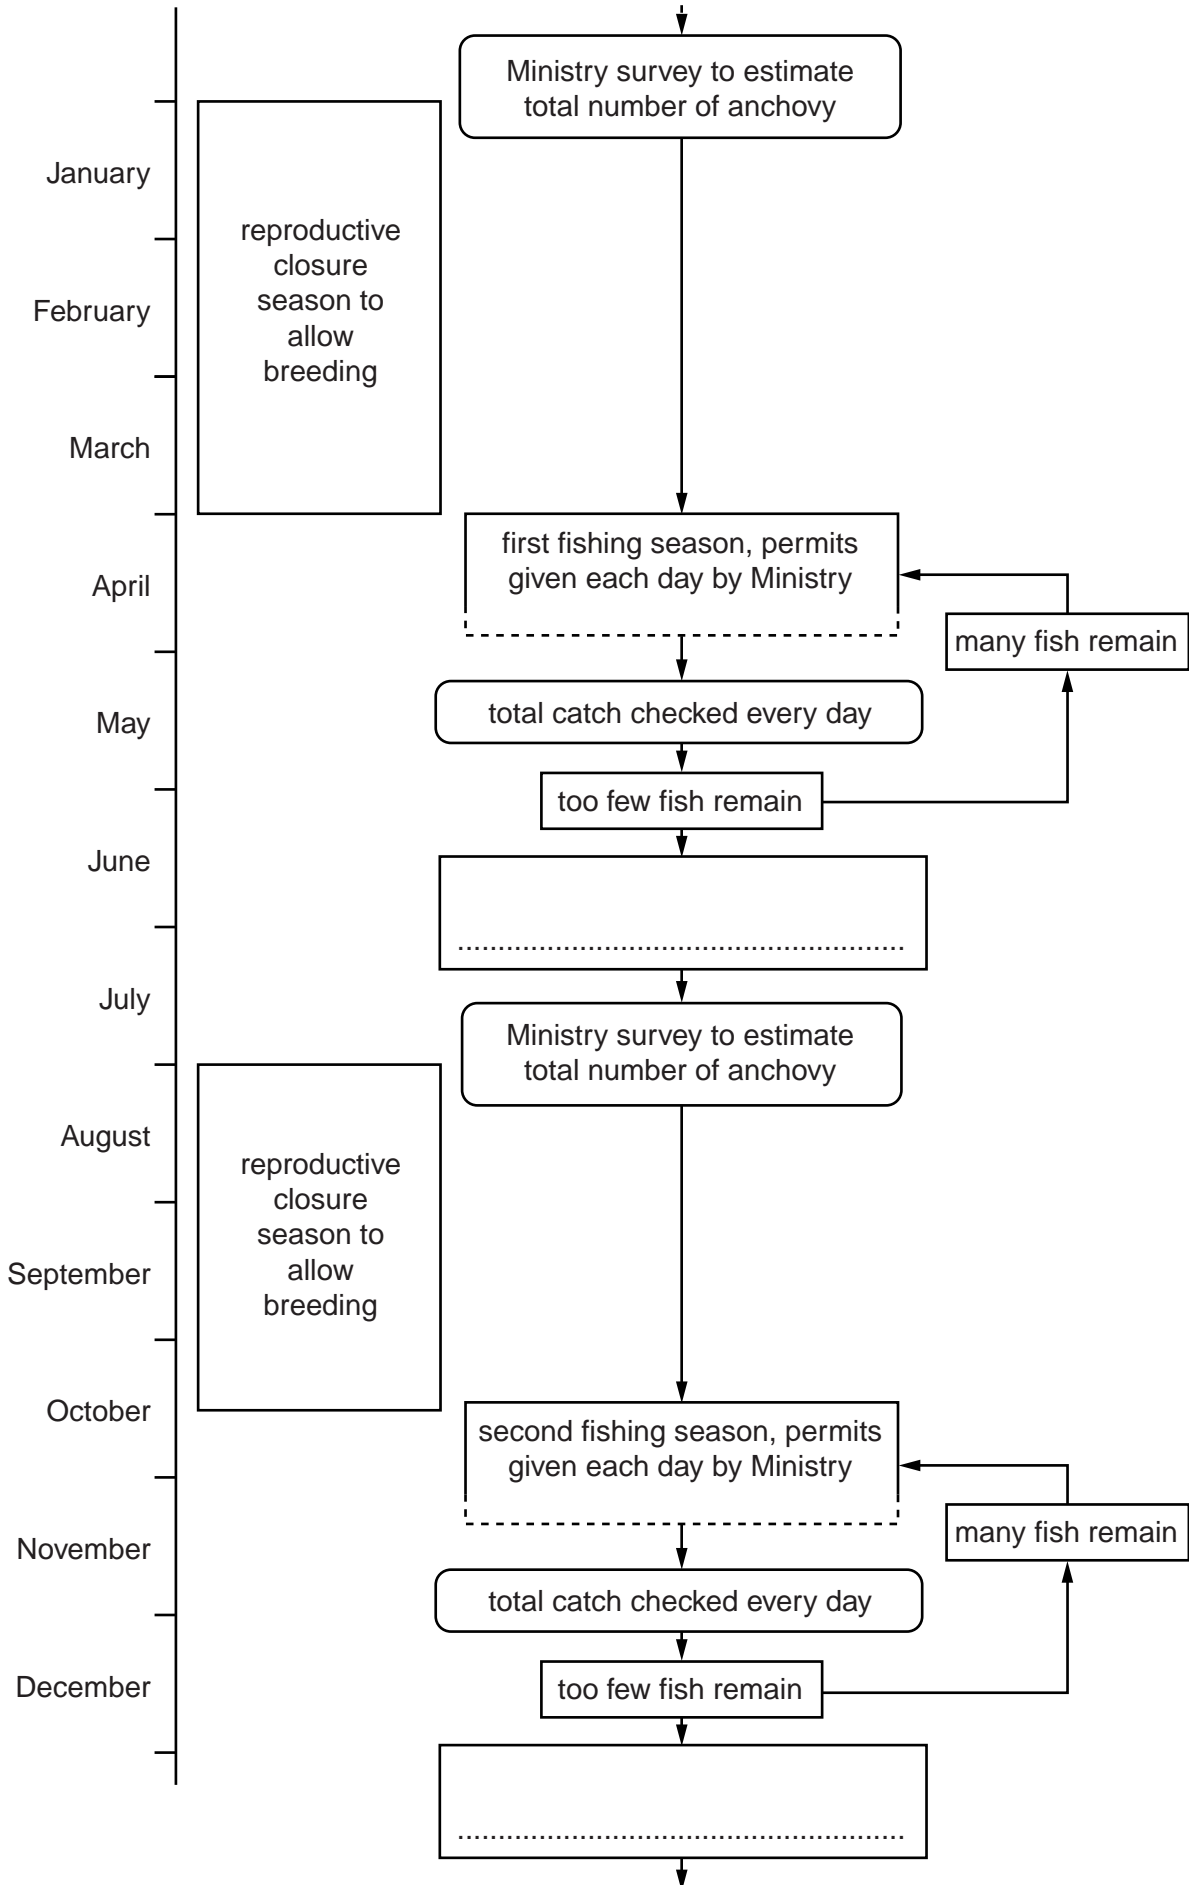 Ministry survey to estimate
total number of anchovy
January
reproductive
closure
season to
allow
breeding
February
March
first fishing season, permits
given each day by Ministry
April
many fish remain
total catch checked every day
May
too few fish remain
June
............................................................
July
Ministry survey to estimate
total number of anchovy
August
reproductive
closure
season to
allow
breeding
September
October
second fishing season, permits
given each day by Ministry
many fish remain
November
total catch checked every day
December
too few fish remain
............................................................